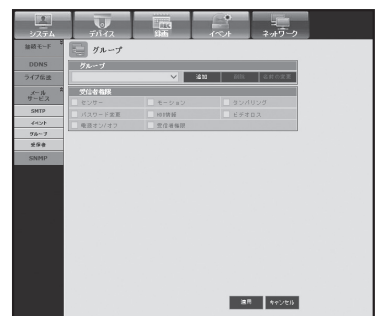 システム デバイス 録画 イベント ネットワーク
REC
接続モード
DDNS
ライブ伝送
メール
サービス
SMTP
イベント
グループ
受信者
SNMP
グループ
グループ
追加 削除 名前の変更
受信者権限
センサー モーション タンパリング
パスワード変更 HDD情報 ビデオロス
電源オン/オフ 受信者権限
適用 キャンセル